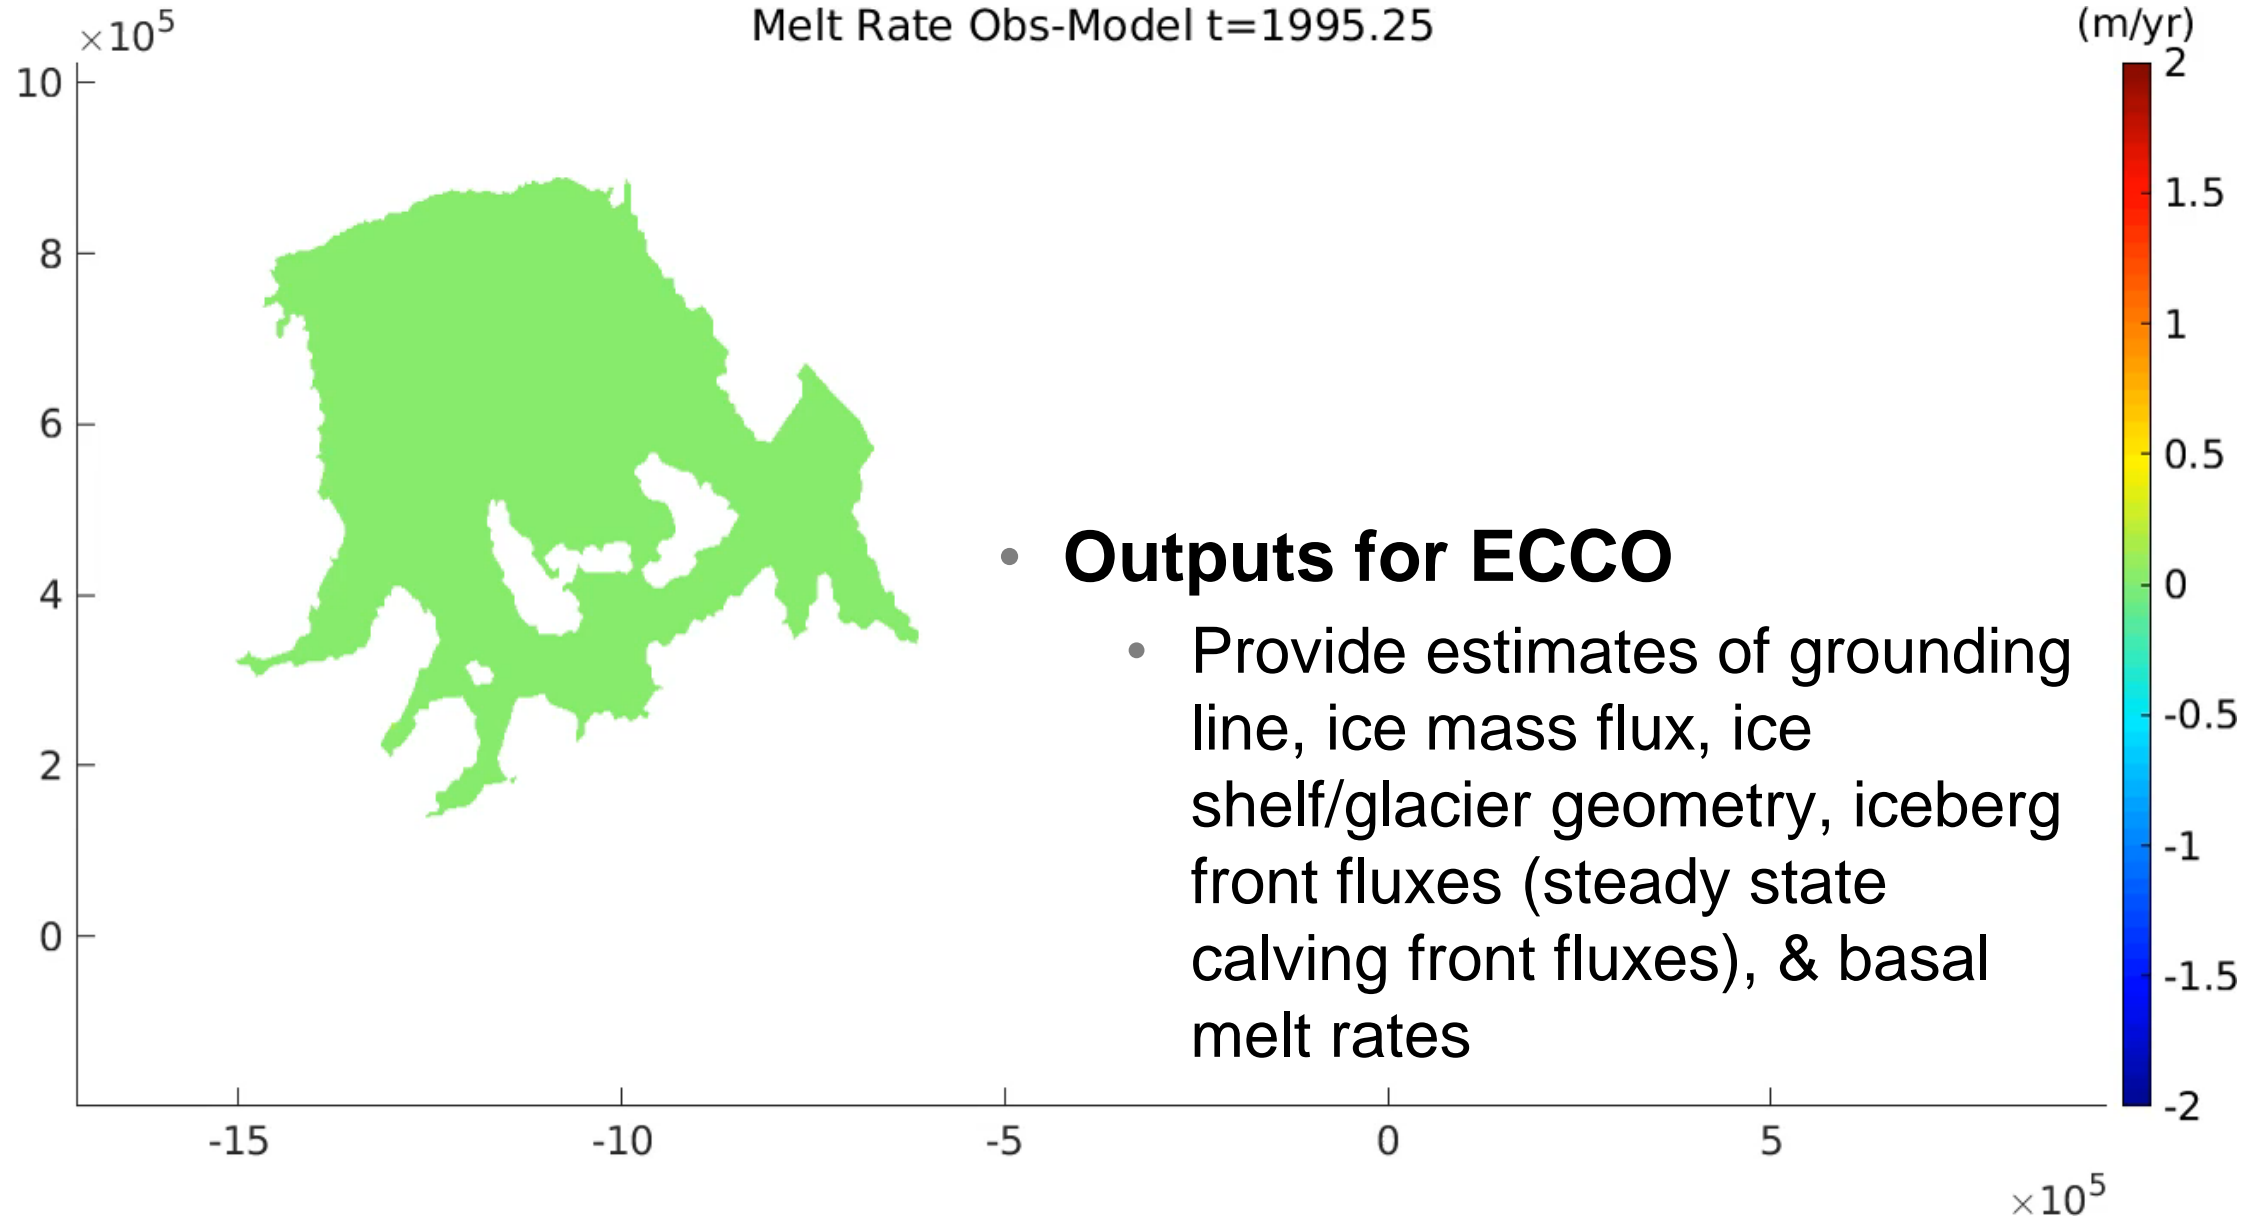 Melt Rate Obs-Model t=1995.25
(m/yr)
×10⁵
10
8
6
4
2
0
2
1.5
1
0.5
0
-0.5
-1
-1.5
-2
• Outputs for ECCO
• Provide estimates of grounding
line, ice mass flux, ice
shelf/glacier geometry, iceberg
front fluxes (steady state
calving front fluxes), & basal
melt rates
-15 -10 -5 0 5
×10⁵